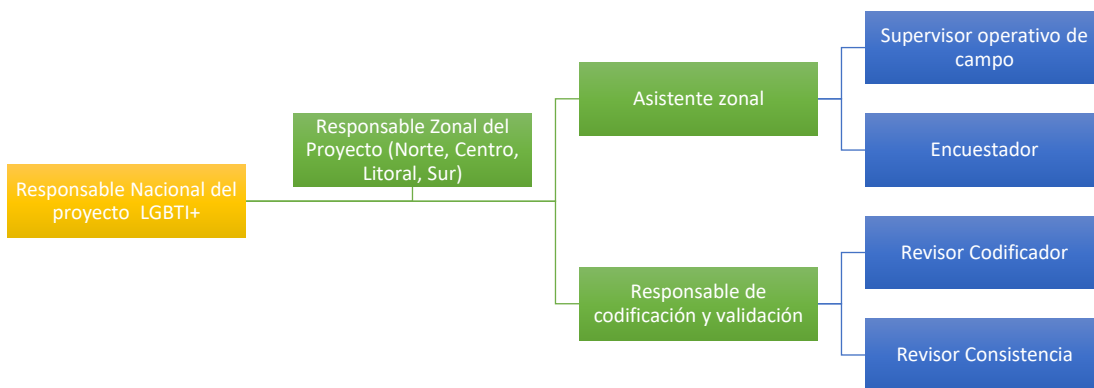 Responsable Nacional del
proyecto LGBTI+
Responsable Zonal del
Proyecto (Norte, Centro,
Litoral, Sur)
Asistente zonal
Supervisor operativo de
campo
Encuestador
Responsable de
codificación y validación
Revisor Codificador
Revisor Consistencia